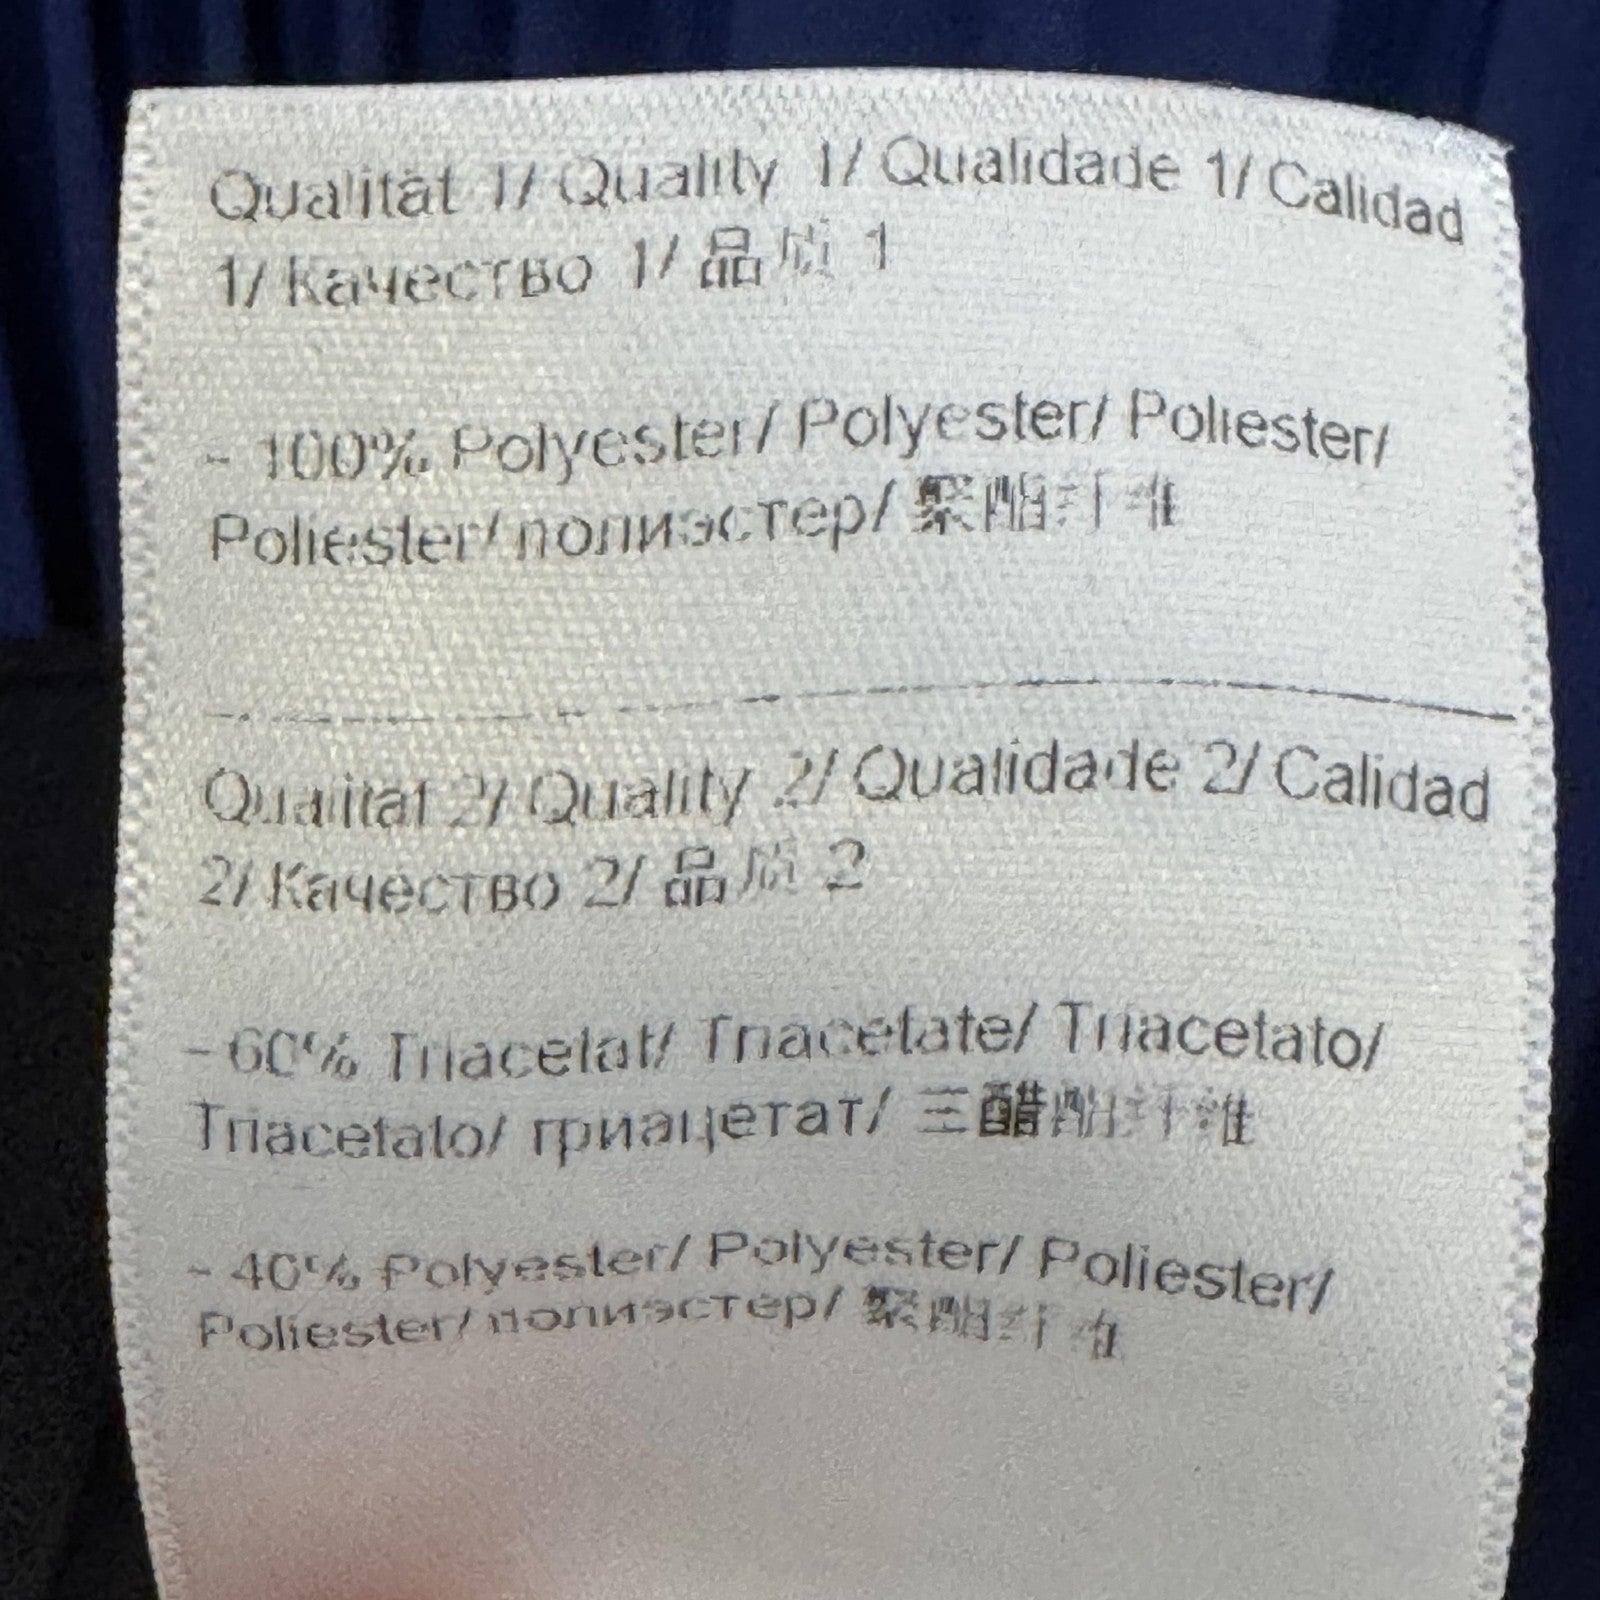 Qualität 1/ Quality 1/ Qualidade 1/ Calidad
1/ Качество 1/ 品质 1
- 100% Polyester/ Polyester/ Poliester/
Poliester/ полиэстер/ 聚酯纤维
Qualität 2/ Quality 2/ Qualidade 2/ Calidad
2/ Качество 2/ 品质 2
- 60% Triacetat/ Triacetate/ Triacetato/
Triacetato/ триацетат/ 三醋酯纤维
- 40% Polyester/ Polyester/ Poliester/
Poliester/ полиэстер/ 聚酯纤维